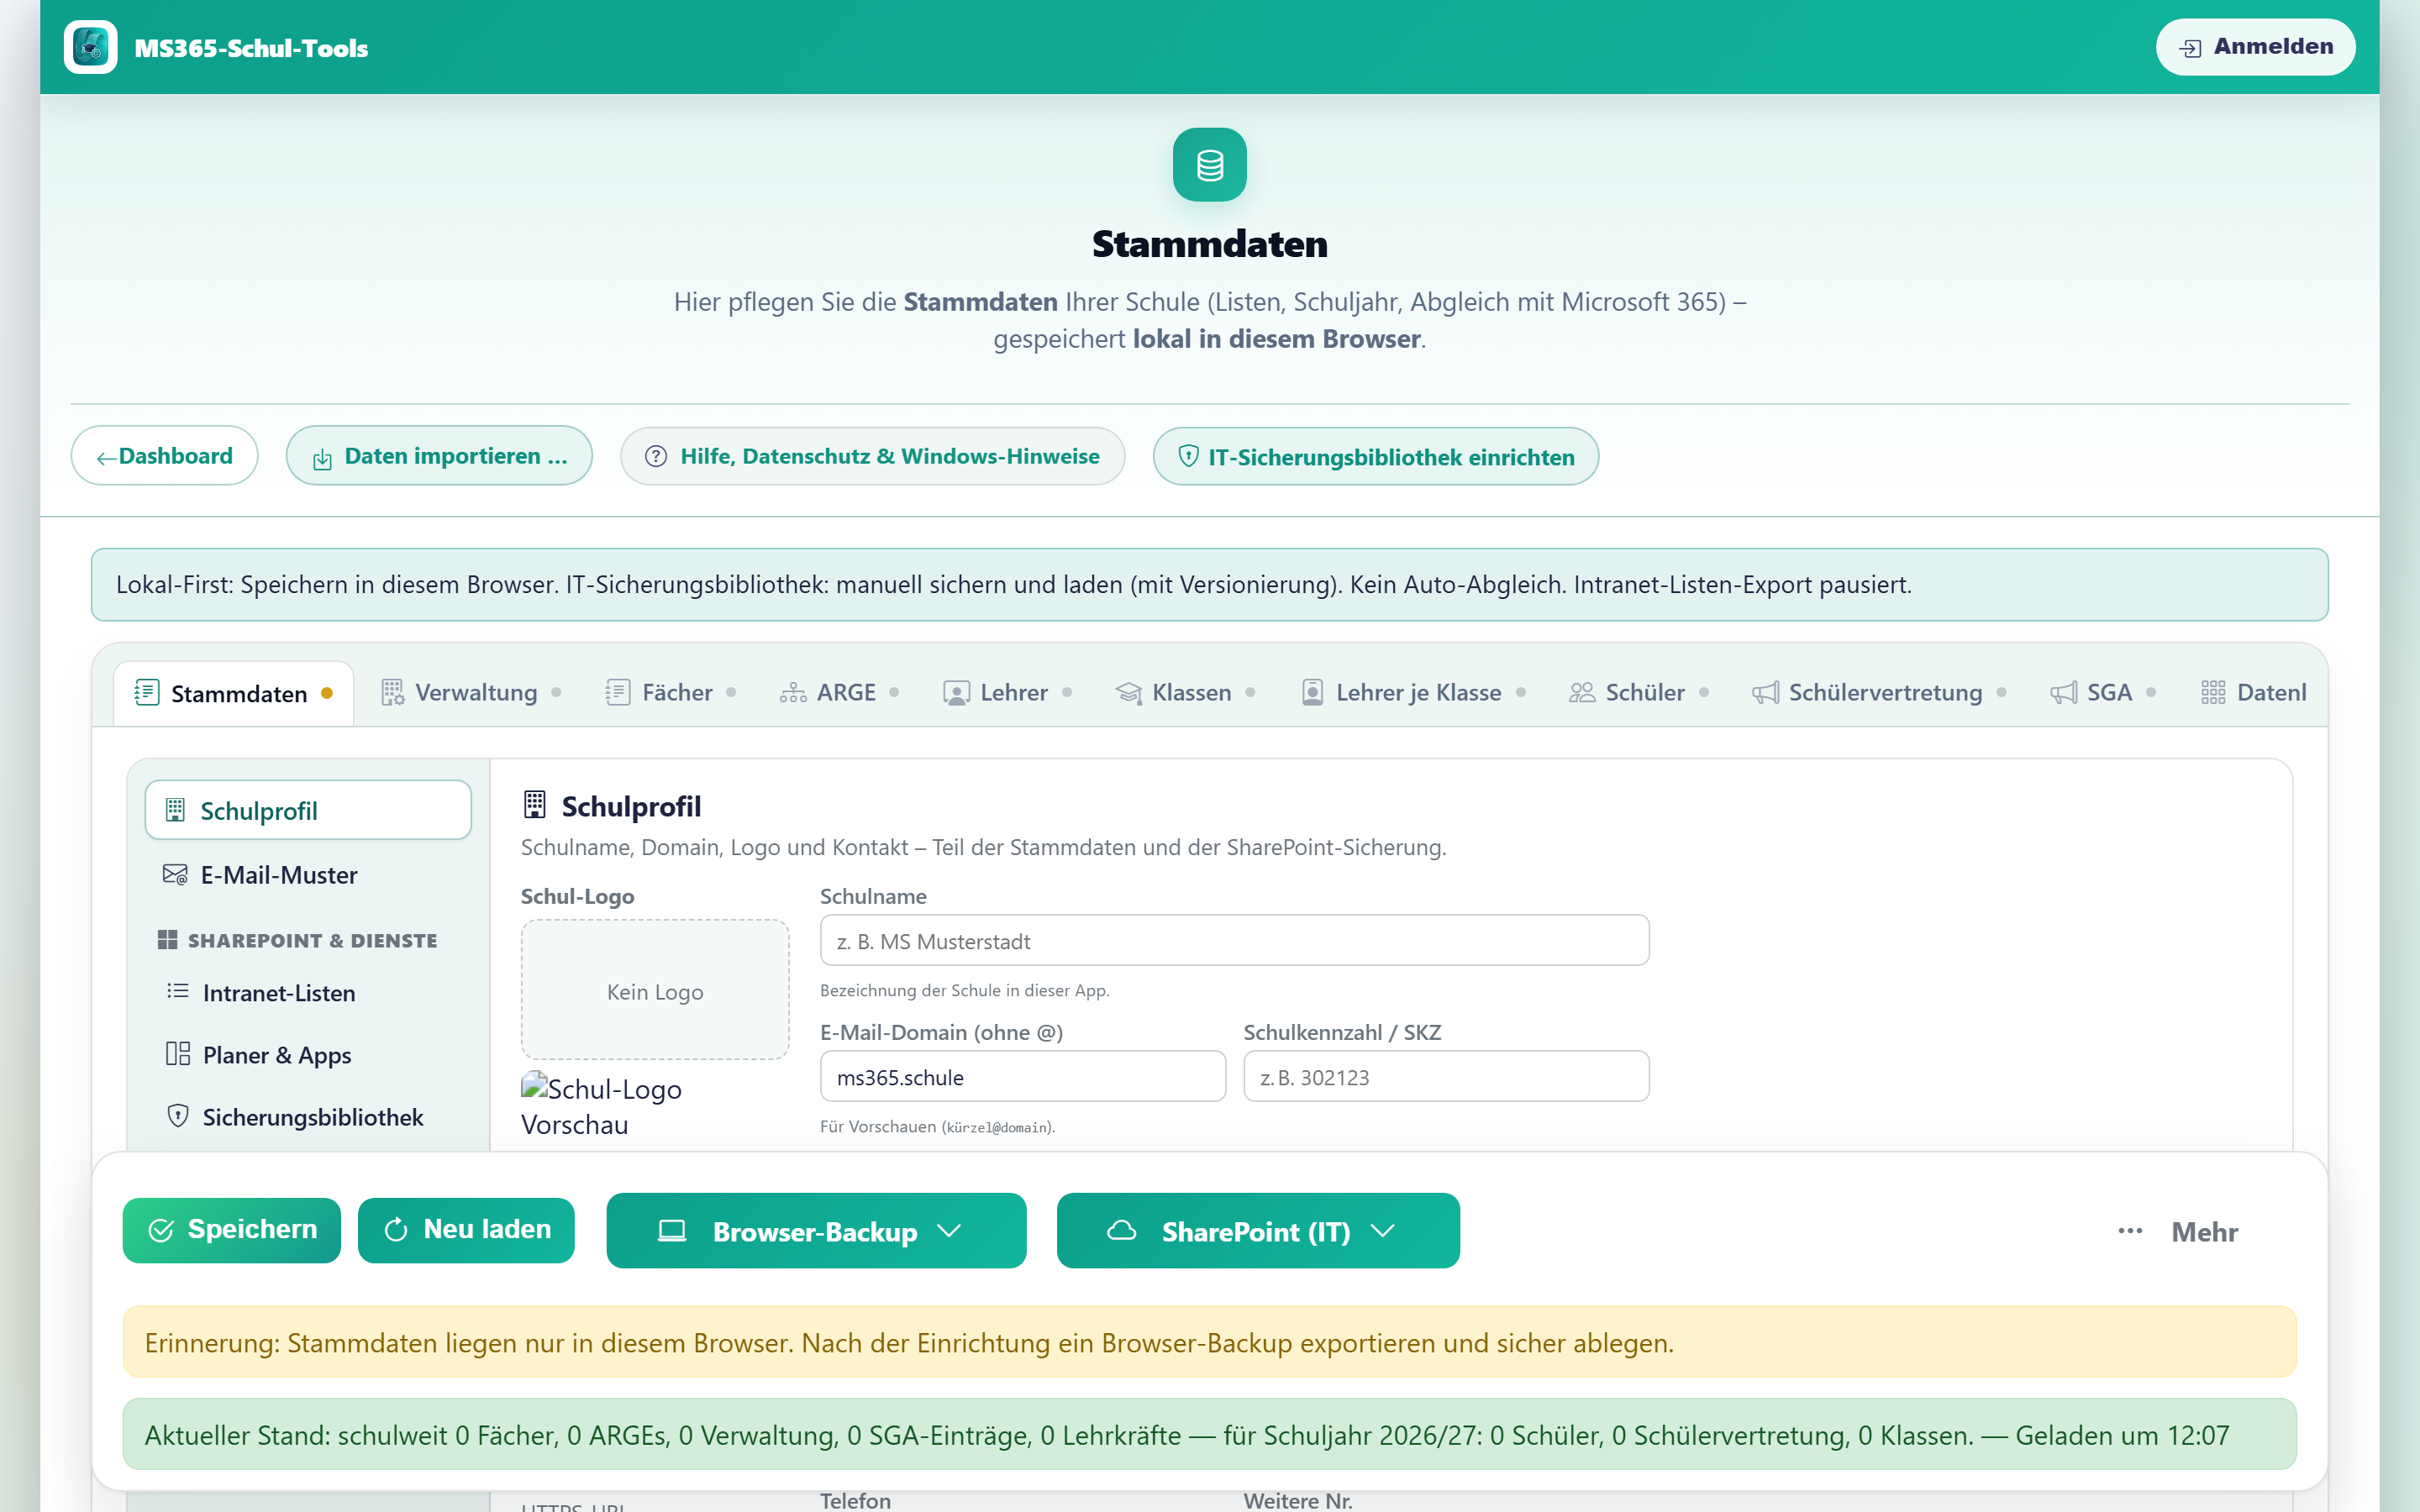 MS365-Schul-Tools
Anmelden
Stammdaten
Hier pflegen Sie die Stammdaten Ihrer Schule (Listen, Schuljahr, Abgleich mit Microsoft 365) –
gespeichert lokal in diesem Browser.
←Dashboard
Daten importieren ...
Hilfe, Datenschutz & Windows-Hinweise
IT-Sicherungsbibliothek einrichten
Lokal-First: Speichern in diesem Browser. IT-Sicherungsbibliothek: manuell sichern und laden (mit Versionierung). Kein Auto-Abgleich. Intranet-Listen-Export pausiert.
Stammdaten
Verwaltung
Fächer
ARGE
Lehrer
Klassen
Lehrer je Klasse
Schüler
Schülervertretung
SGA
Datenl
Schulprofil
E-Mail-Muster
SHAREPOINT & DIENSTE
Intranet-Listen
Planer & Apps
Sicherungsbibliothek
Schulprofil
Schulname, Domain, Logo und Kontakt – Teil der Stammdaten und der SharePoint-Sicherung.
Schul-Logo
Kein Logo
Schul-Logo
Vorschau
Schulname
z. B. MS Musterstadt
Bezeichnung der Schule in dieser App.
E-Mail-Domain (ohne @)
ms365.schule
Für Vorschauen (kürzel@domain).
Schulkennzahl / SKZ
z. B. 302123
Speichern
Neu laden
Browser-Backup
SharePoint (IT)
... Mehr
Erinnerung: Stammdaten liegen nur in diesem Browser. Nach der Einrichtung ein Browser-Backup exportieren und sicher ablegen.
Aktueller Stand: schulweit 0 Fächer, 0 ARGEs, 0 Verwaltung, 0 SGA-Einträge, 0 Lehrkräfte — für Schuljahr 2026/27: 0 Schüler, 0 Schülervertretung, 0 Klassen. — Geladen um 12:07
HTTPS-URL
Telefon
Weitere Nr.